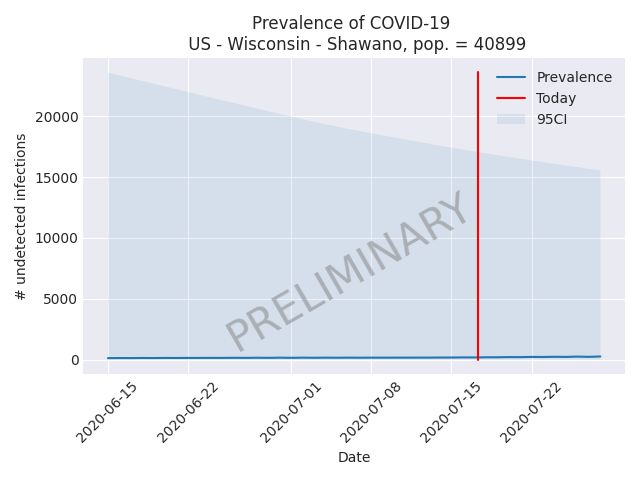 Prevalence of COVID-19
US - Wisconsin - Shawano, pop. = 40899
Prevalence
Today
95CI
# undetected infections
20000
15000
10000
5000
0
PRELIMINARY
2020-06-15
2020-06-22
2020-07-01
2020-07-08
2020-07-15
2020-07-22
Date